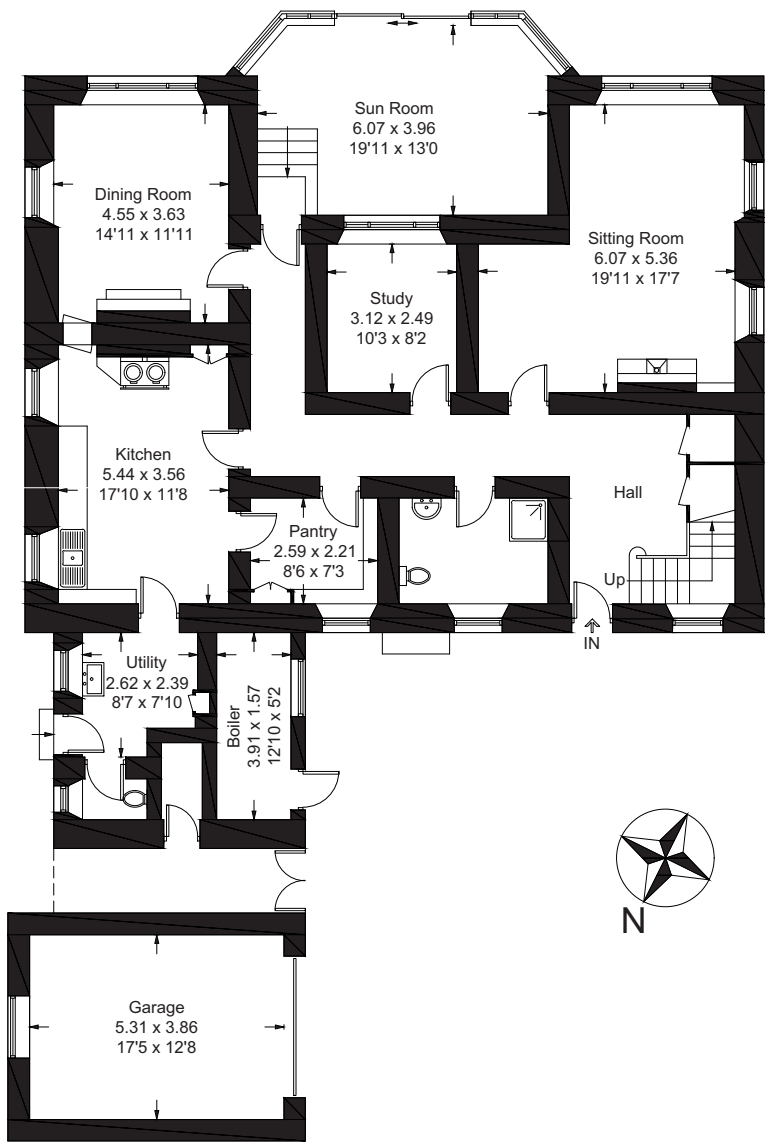 Sun Room
6.07 x 3.96
19'11 x 13'0
Dining Room
4.55 x 3.63
14'11 x 11'11
Sitting Room
6.07 x 5.36
19'11 x 17'7
Study
3.12 x 2.49
10'3 x 8'2
Kitchen
5.44 x 3.56
17'10 x 11'8
Hall
Pantry
2.59 x 2.21
8'6 x 7'3
Up
IN
Utility
2.62 x 2.39
8'7 x 7'10
Boiler
3.91 x 1.57
12'10 x 5'2
N
Garage
5.31 x 3.86
17'5 x 12'8